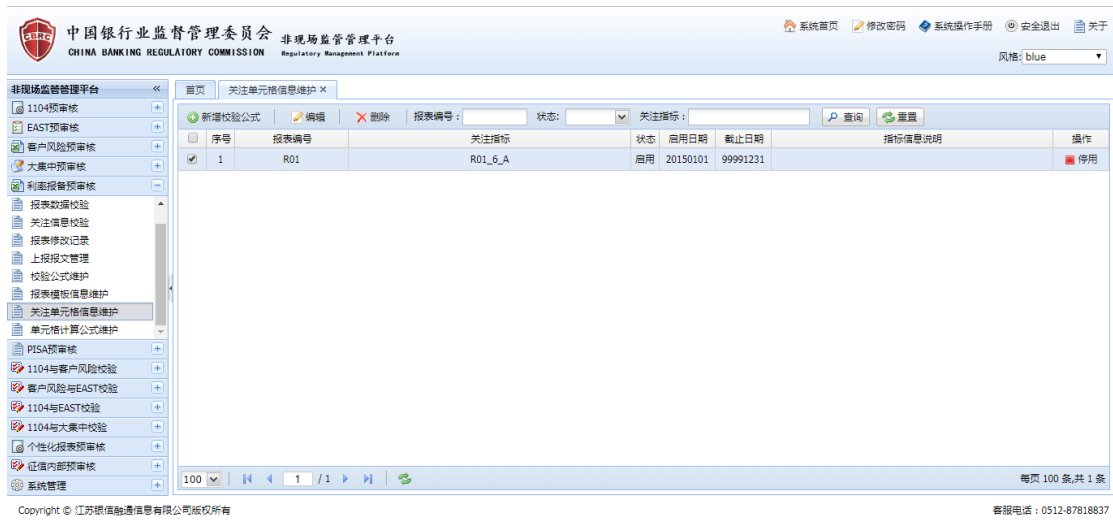 CBRC
中国银行业监督管理委员会 非现场监管管理平台
CHINA BANKING REGULATORY COMMISSION Regulatory Management Platform
系统首页 修改密码 系统操作手册 安全退出 关于
风格: blue
非现场监管管理平台 «
首页 关注单元格信息维护 ×
1104预审核
EAST预审核
客户风险预审核
大集中预审核
利率报备预审核
报表数据校验
关注信息校验
报表修改记录
上报报文管理
校验公式维护
报表模板信息维护
关注单元格信息维护
单元格计算公式维护
PISA预审核
1104与客户风险校验
客户风险与EAST校验
1104与EAST校验
1104与大集中校验
个性化报表预审核
征信内部预审核
系统管理
新增校验公式 编辑 删除 报表编号: 状态: 关注指标: 查询 重置
序号 报表编号 关注指标 状态 启用日期 截止日期 指标信息说明 操作
1 R01 R01_6_A 启用 20150101 99991231 停用
100 1 /1 每页 100 条,共 1 条
Copyright © 江苏银信融通信息有限公司版权所有 客服电话:0512-87818837